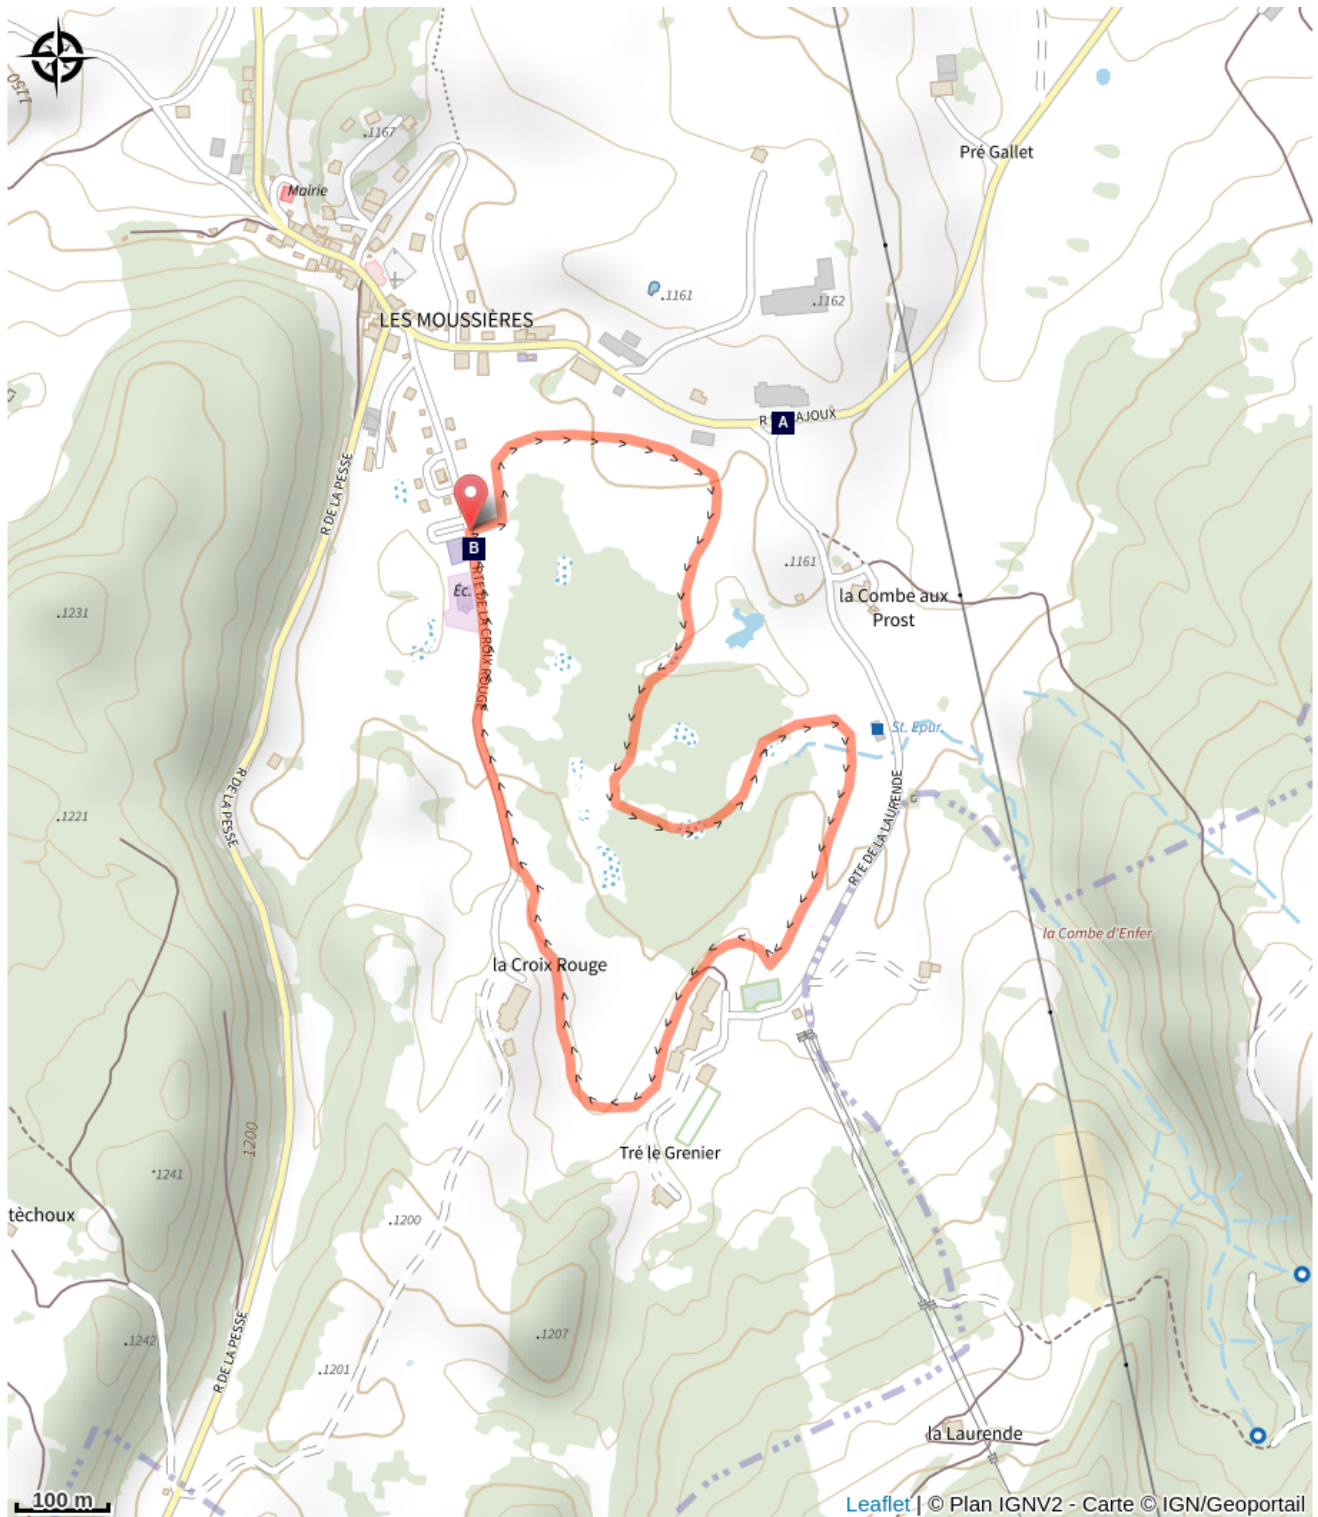 1150
.1167
Pré Gallet
Mairie
.1161
.1162
LES MOUSSIÈRES
A
R
AJOUX
R DE LA PESSE
B
.1161
Éc.
la Combe aux
Prost
.1231
RTE DE LA CROIX ROUGE
St. Epur.
R DE LA PESSE
.1221
RTE DE LA LAURENDE
la Combe d'Enfer
la Croix Rouge
1200
Tré le Grenier
.1241
tèchoux
.1200
.1242
.1207
R DE LA PESSE
.1201
la Laurende
100 m
Leaflet | © Plan IGNV2 - Carte © IGN/Geoportail